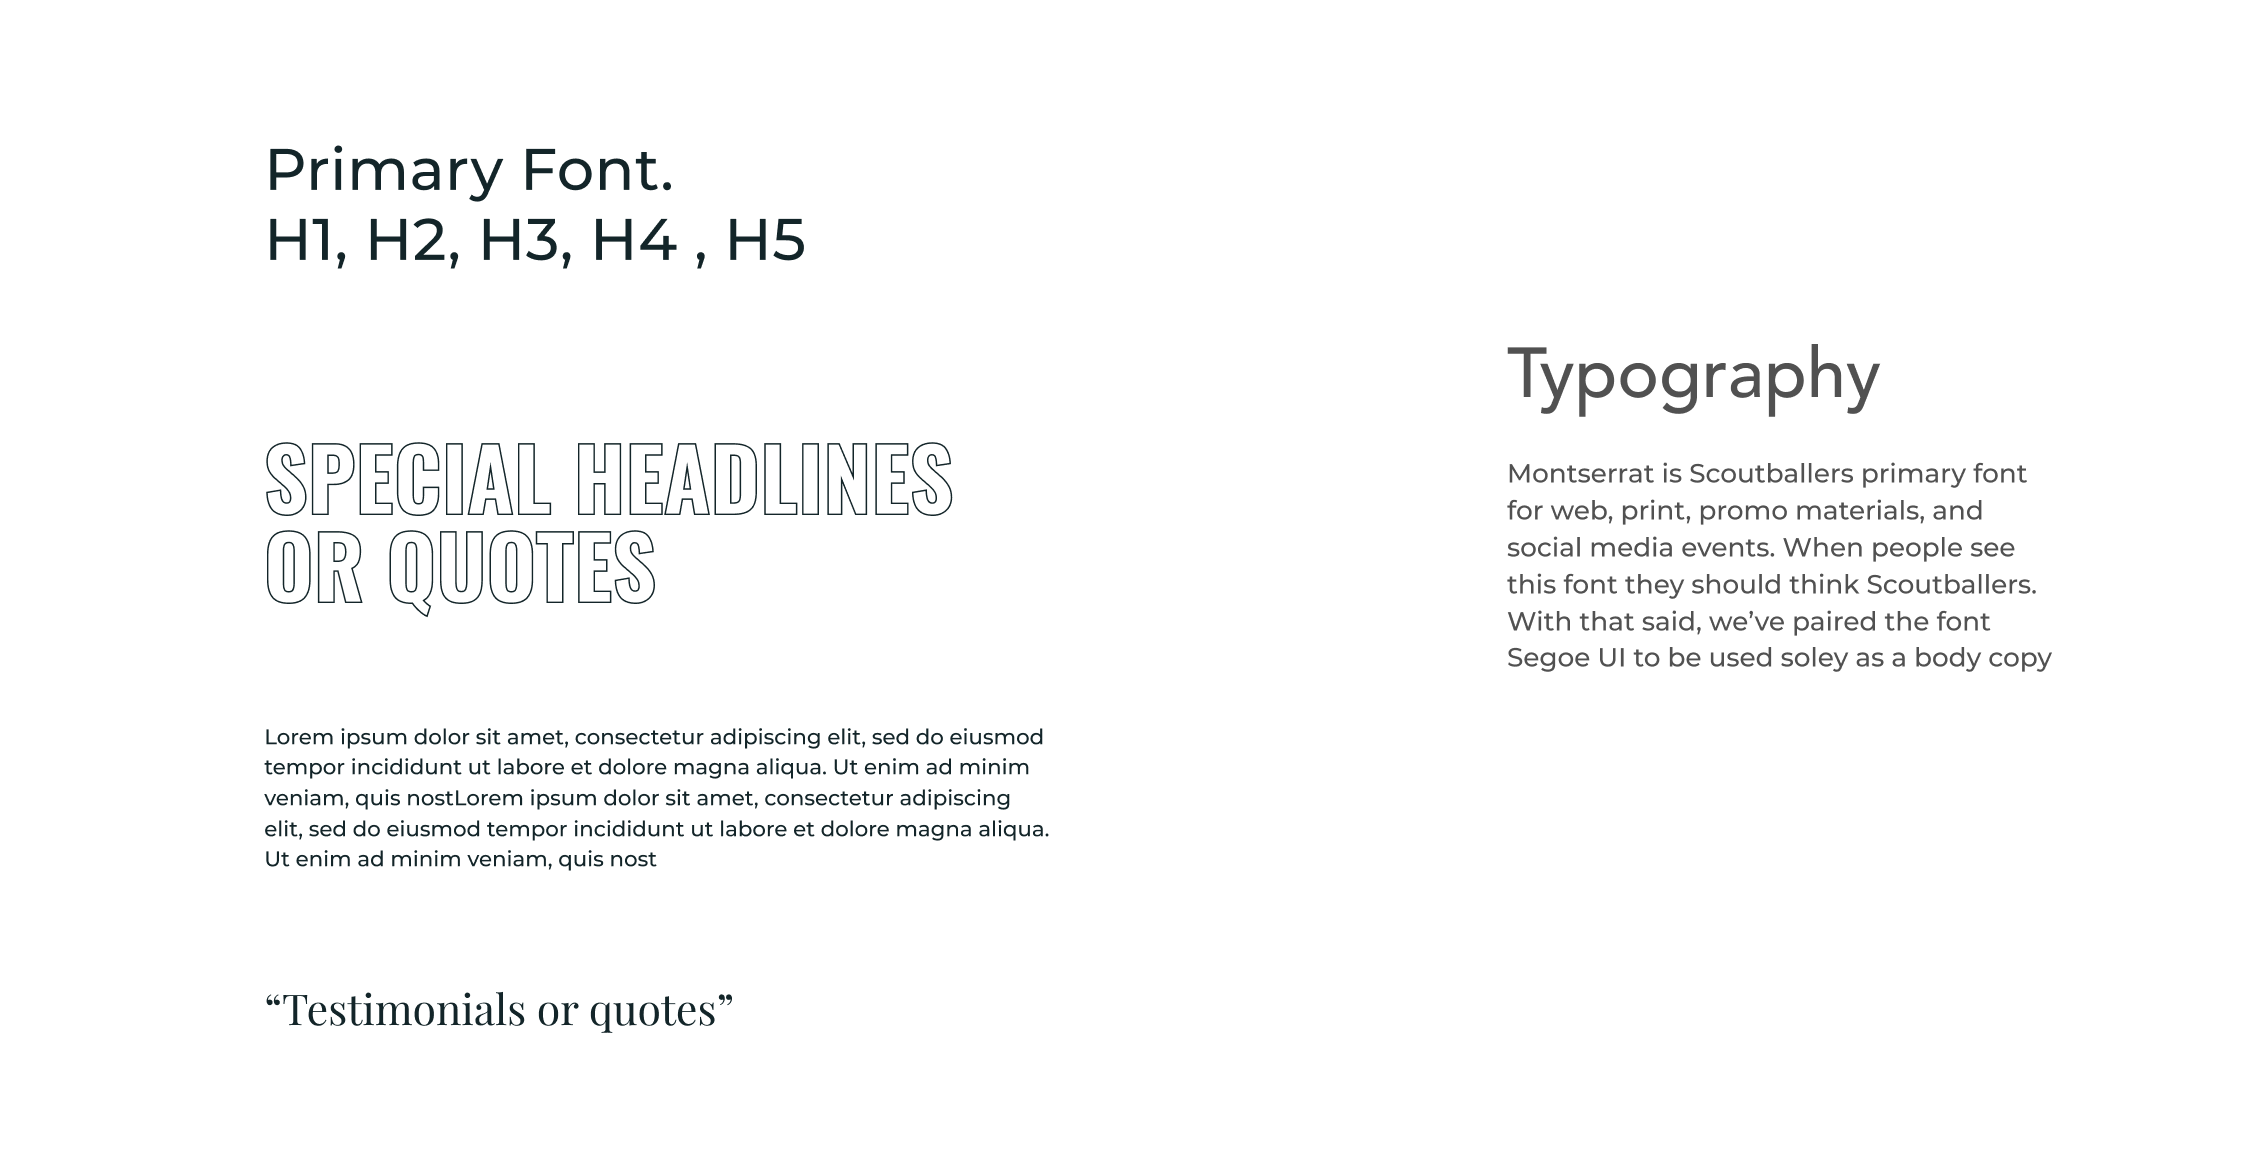 Primary Font.
H1, H2, H3, H4 , H5
SPECIAL HEADLINES
OR QUOTES
Lorem ipsum dolor sit amet, consectetur adipiscing elit, sed do eiusmod
tempor incididunt ut labore et dolore magna aliqua. Ut enim ad minim
veniam, quis nostLorem ipsum dolor sit amet, consectetur adipiscing
elit, sed do eiusmod tempor incididunt ut labore et dolore magna aliqua.
Ut enim ad minim veniam, quis nost
“Testimonials or quotes”
Typography
Montserrat is Scoutballers primary font
for web, print, promo materials, and
social media events. When people see
this font they should think Scoutballers.
With that said, we’ve paired the font
Segoe UI to be used soley as a body copy